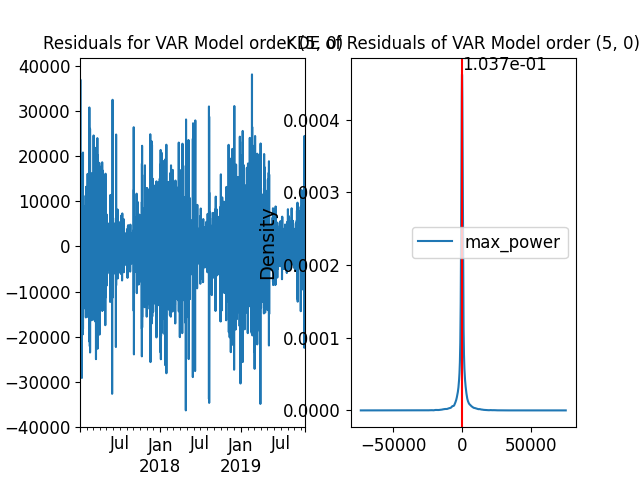 Residuals for VAR Model order (5, 0)
KDE of Residuals of VAR Model order (5, 0)
40000
30000
20000
10000
0
−10000
−20000
−30000
−40000
Jul
Jan
2018
Jul
Jan
2019
Jul
1.037e-01
Density
0.0004
0.0003
0.0002
0.0001
0.0000
max_power
−50000
0
50000